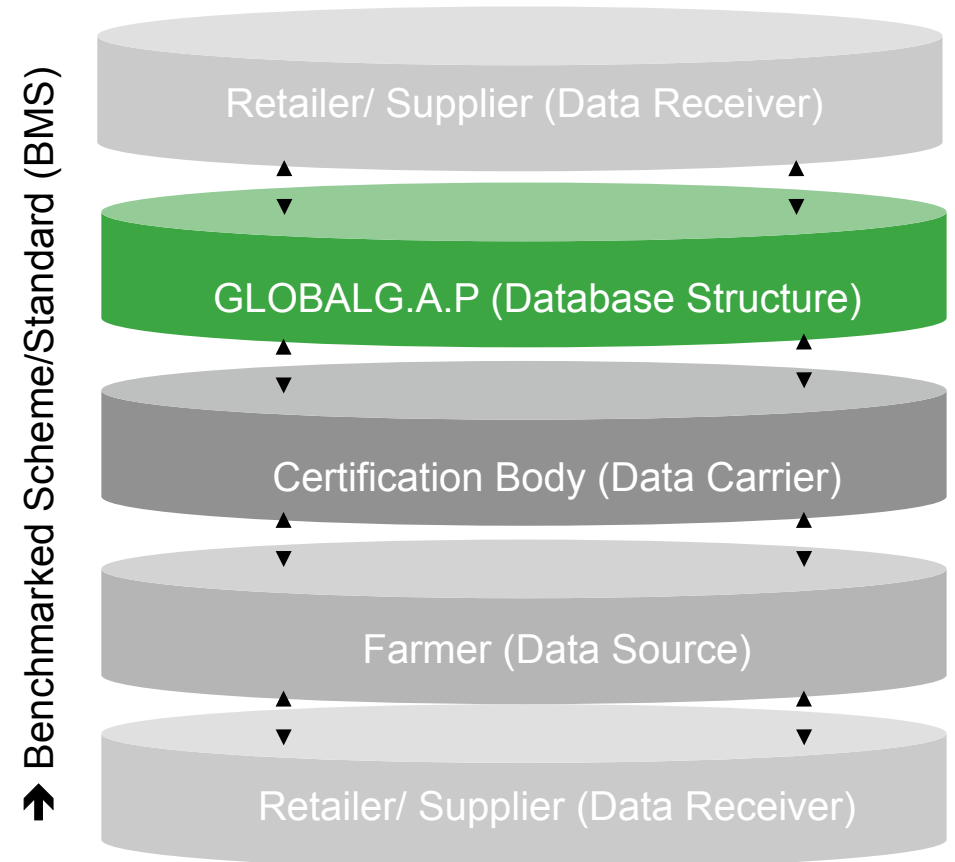 Retailer/ Supplier (Data Receiver)
GLOBALG.A.P (Database Structure)
Certification Body (Data Carrier)
Farmer (Data Source)
Retailer/ Supplier (Data Receiver)
🡩 Benchmarked Scheme/Standard (BMS)